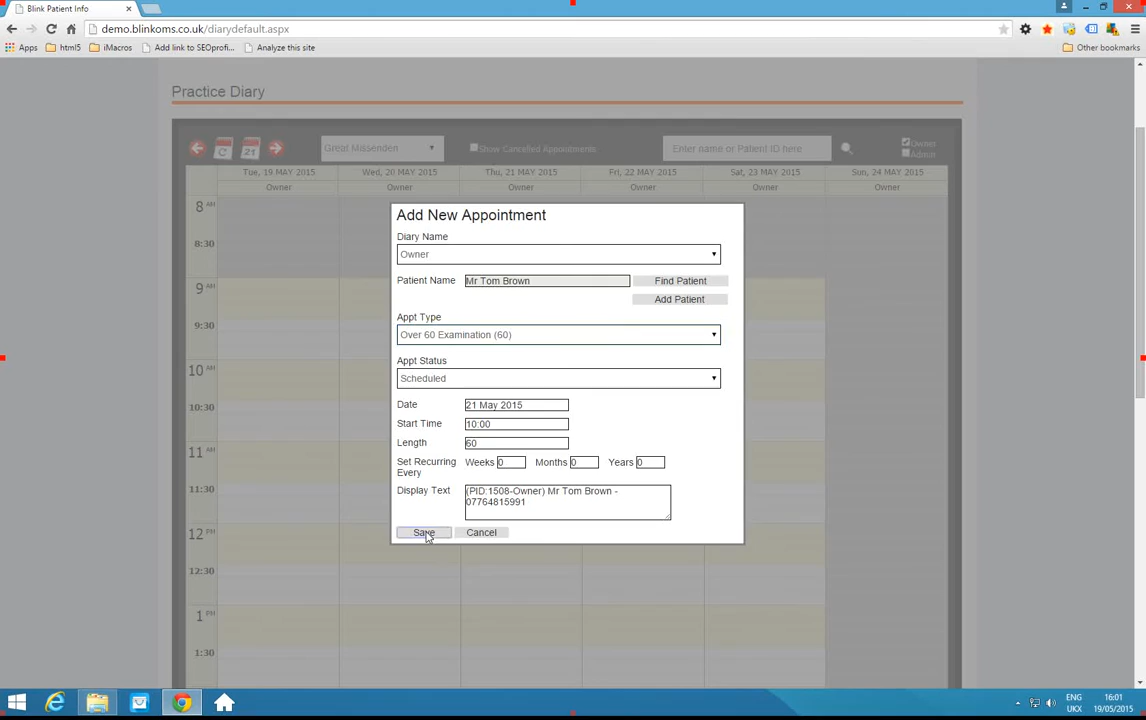 Blink Patient Info
demo.blinkoms.co.uk/diarydefault.aspx
Apps html5 iMacros Add link to SEOprofi... Analyze this site Other bookmarks
Practice Diary
21 Great Missenden Show Cancelled Appointments Enter name or Patient ID here Owner
Admin
Tue, 19 MAY 2015 Wed, 20 MAY 2015 Thu, 21 MAY 2015 Fri, 22 MAY 2015 Sat, 23 MAY 2015 Sun, 24 MAY 2015
Owner Owner Owner Owner Owner Owner
8 AM
8:30
9 AM
9:30
10 AM
10:30
11 AM
11:30
12 PM
12:30
1 PM
1:30
Add New Appointment
Diary Name
Owner
Patient Name Mr Tom Brown Find Patient
Add Patient
Appt Type
Over 60 Examination (60)
Appt Status
Scheduled
Date 21 May 2015
Start Time 10:00
Length 60
Set Recurring Every Weeks 0 Months 0 Years 0
Display Text (PID:1508-Owner) Mr Tom Brown -
07764815991
Save Cancel
ENG
UKX
16:01
19/05/2015